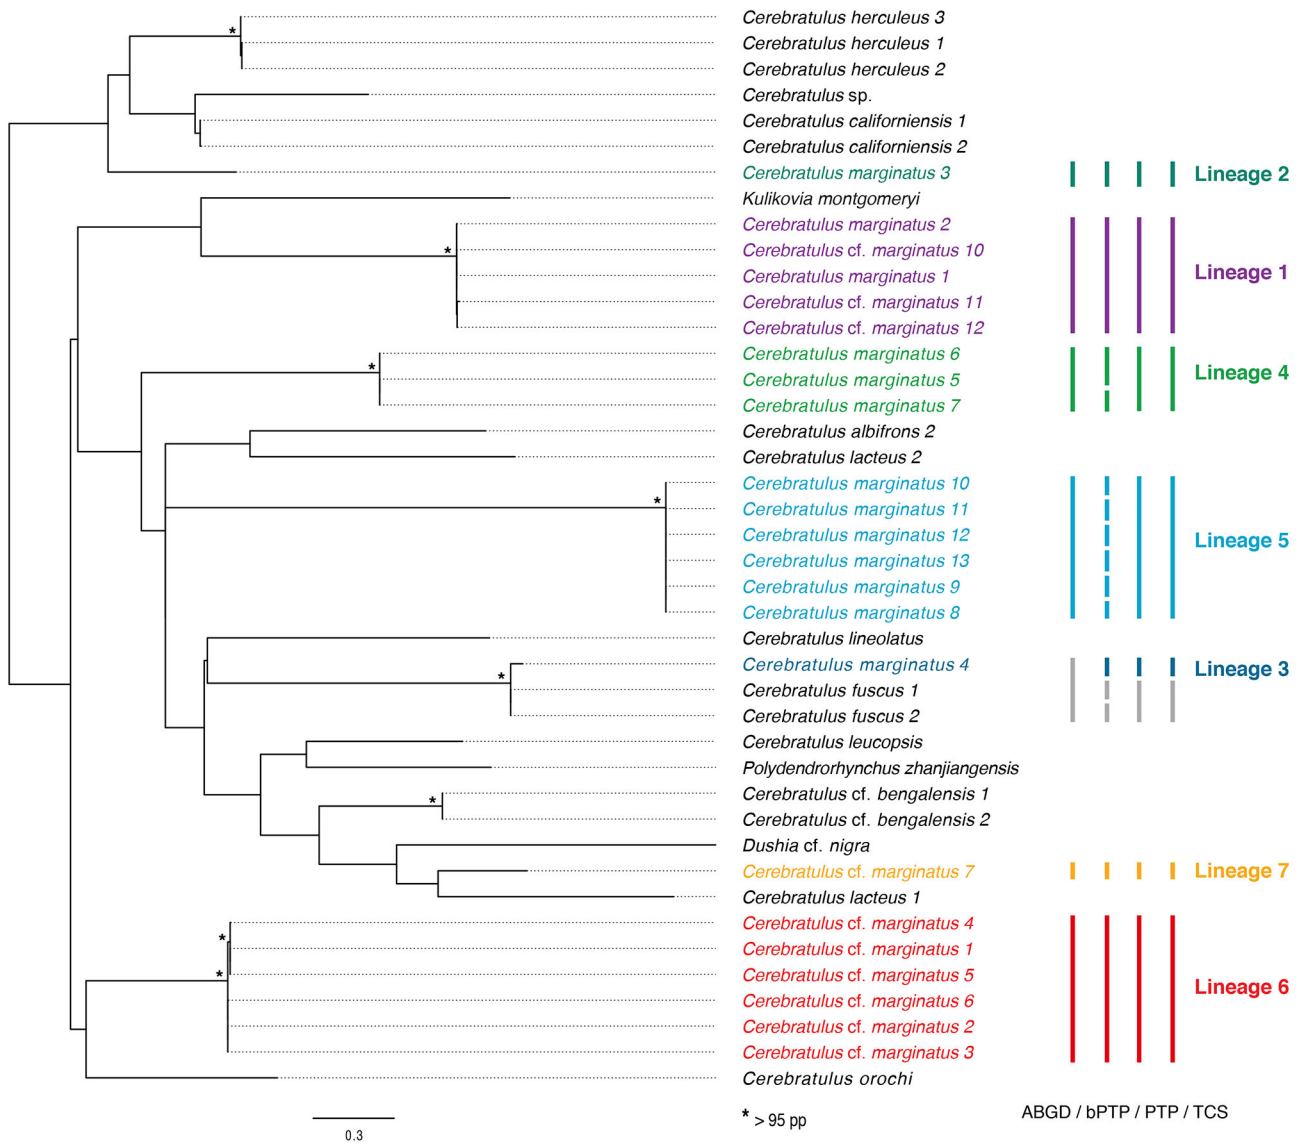 *
Cerebratulus herculeus 3
Cerebratulus herculeus 1
Cerebratulus herculeus 2
Cerebratulus sp.
Cerebratulus californiensis 1
Cerebratulus californiensis 2
Cerebratulus marginatus 3
Lineage 2
Kulikovia montgomeryi
Cerebratulus marginatus 2
*
Cerebratulus cf. marginatus 10
Cerebratulus marginatus 1
Lineage 1
Cerebratulus cf. marginatus 11
Cerebratulus cf. marginatus 12
Cerebratulus marginatus 6
*
Cerebratulus marginatus 5
Lineage 4
Cerebratulus marginatus 7
Cerebratulus albifrons 2
Cerebratulus lacteus 2
Cerebratulus marginatus 10
*
Cerebratulus marginatus 11
Cerebratulus marginatus 12
Lineage 5
Cerebratulus marginatus 13
Cerebratulus marginatus 9
Cerebratulus marginatus 8
Cerebratulus lineolatus
Cerebratulus marginatus 4
Lineage 3
*
Cerebratulus fuscus 1
Cerebratulus fuscus 2
Cerebratulus leucopsis
Polydendrorhynchus zhanjiangensis
*
Cerebratulus cf. bengalensis 1
Cerebratulus cf. bengalensis 2
Dushia cf. nigra
Cerebratulus cf. marginatus 7
Lineage 7
Cerebratulus lacteus 1
Cerebratulus cf. marginatus 4
*
Cerebratulus cf. marginatus 1
*
Cerebratulus cf. marginatus 5
Lineage 6
Cerebratulus cf. marginatus 6
Cerebratulus cf. marginatus 2
Cerebratulus cf. marginatus 3
Cerebratulus orochi
0.3
* > 95 pp
ABGD / bPTP / PTP / TCS